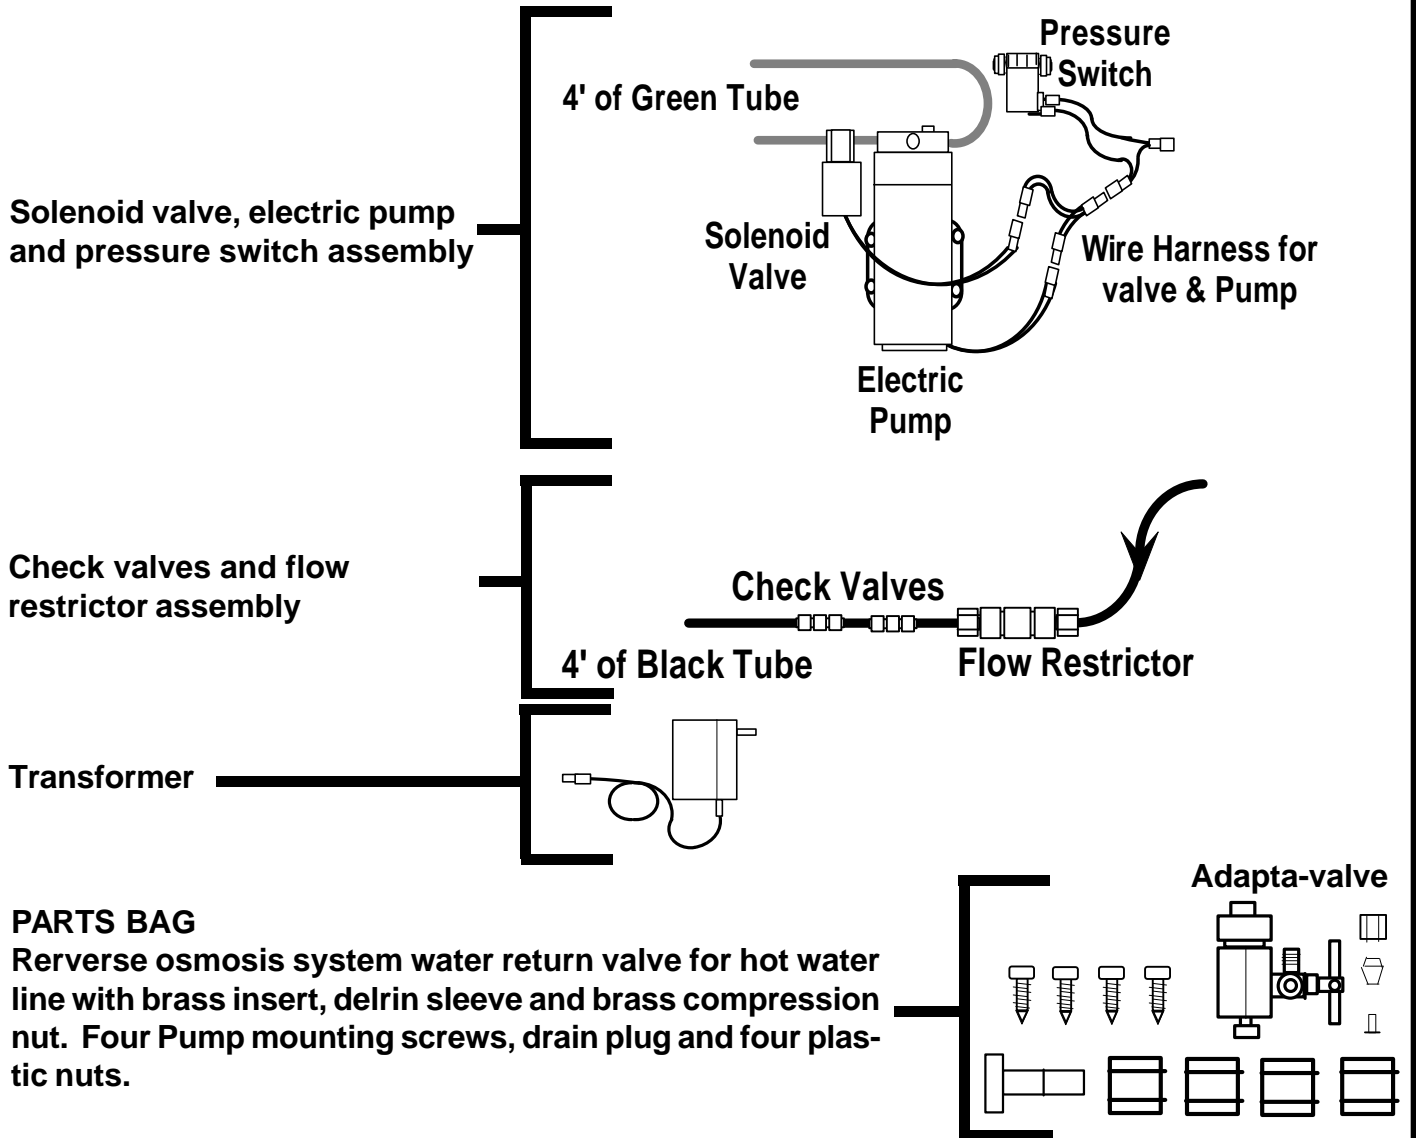 Pressure
Switch
4' of Green Tube
Solenoid valve, electric pump
and pressure switch assembly
Solenoid
Valve
Wire Harness for
valve & Pump
Electric
Pump
Check valves and flow
restrictor assembly
Check Valves
4' of Black Tube
Flow Restrictor
Transformer
Adapta-valve
PARTS BAG
Rerverse osmosis system water return valve for hot water
line with brass insert, delrin sleeve and brass compression
nut.  Four Pump mounting screws, drain plug and four plas-
tic nuts.